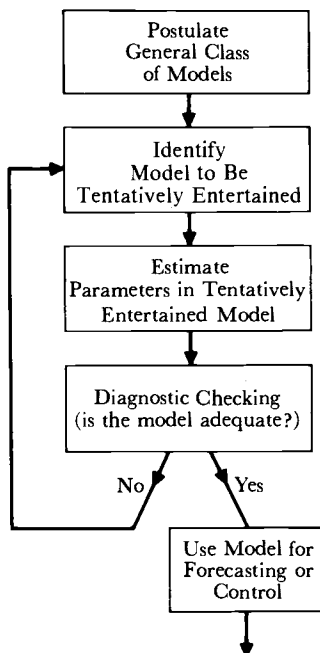 Postulate
General Class
of Models
Identify
Model to Be
Tentatively Entertained
Estimate
Parameters in Tentatively
Entertained Model
Diagnostic Checking
(is the model adequate?)
No
Yes
Use Model for
Forecasting or
Control